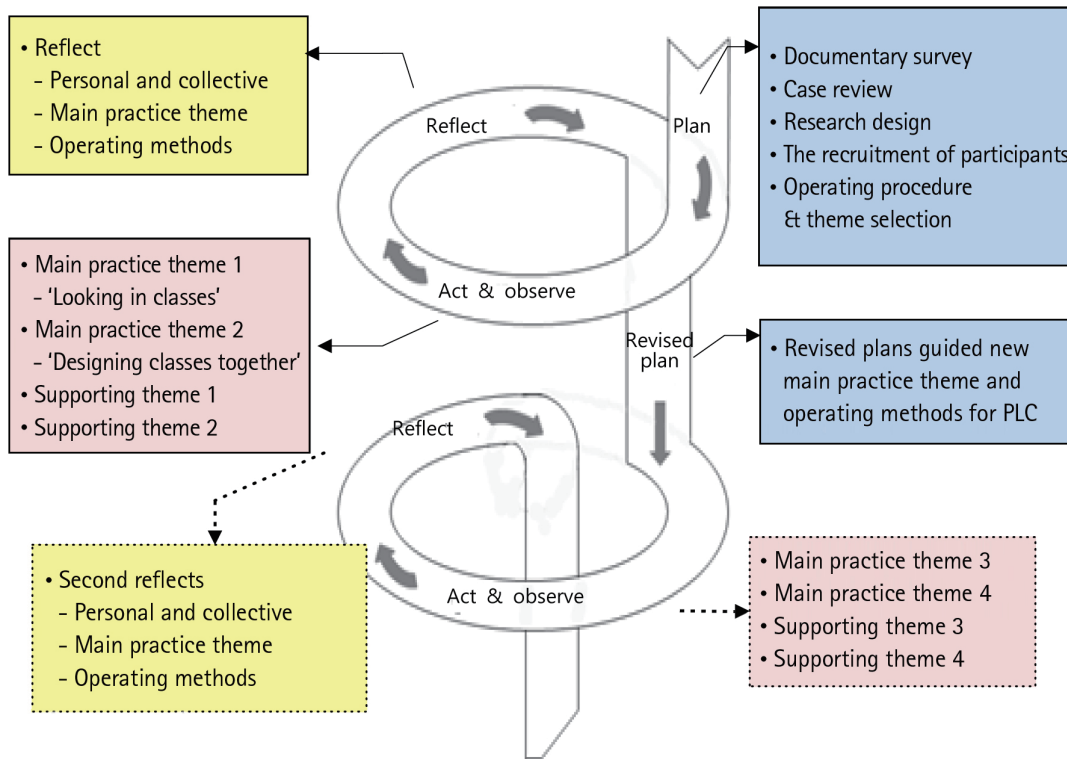 • Reflect
– Personal and collective
– Main practice theme
– Operating methods
Reflect
Plan
• Documentary survey
• Case review
• Research design
• The recruitment of participants
• Operating procedure
& theme selection
• Main practice theme 1
– 'Looking in classes'
• Main practice theme 2
– 'Designing classes together'
• Supporting theme 1
• Supporting theme 2
Act & observe
Revised
plan
• Revised plans guided new
main practice theme and
operating methods for PLC
Reflect
• Second reflects
– Personal and collective
– Main practice theme
– Operating methods
Act & observe
• Main practice theme 3
• Main practice theme 4
• Supporting theme 3
• Supporting theme 4